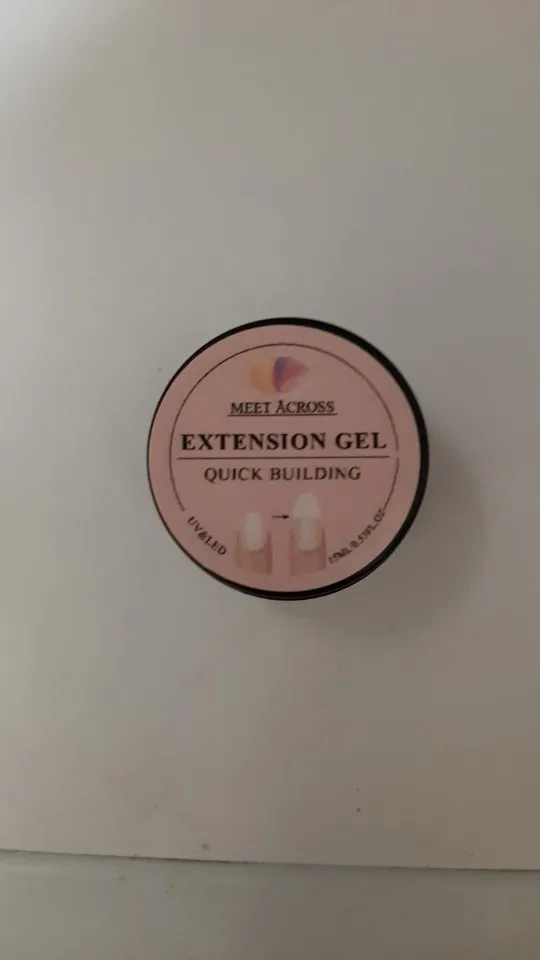 MEET ACROSS
EXTENSION GEL
QUICK BUILDING
UV&LED
15ML/0.53FL.OZ